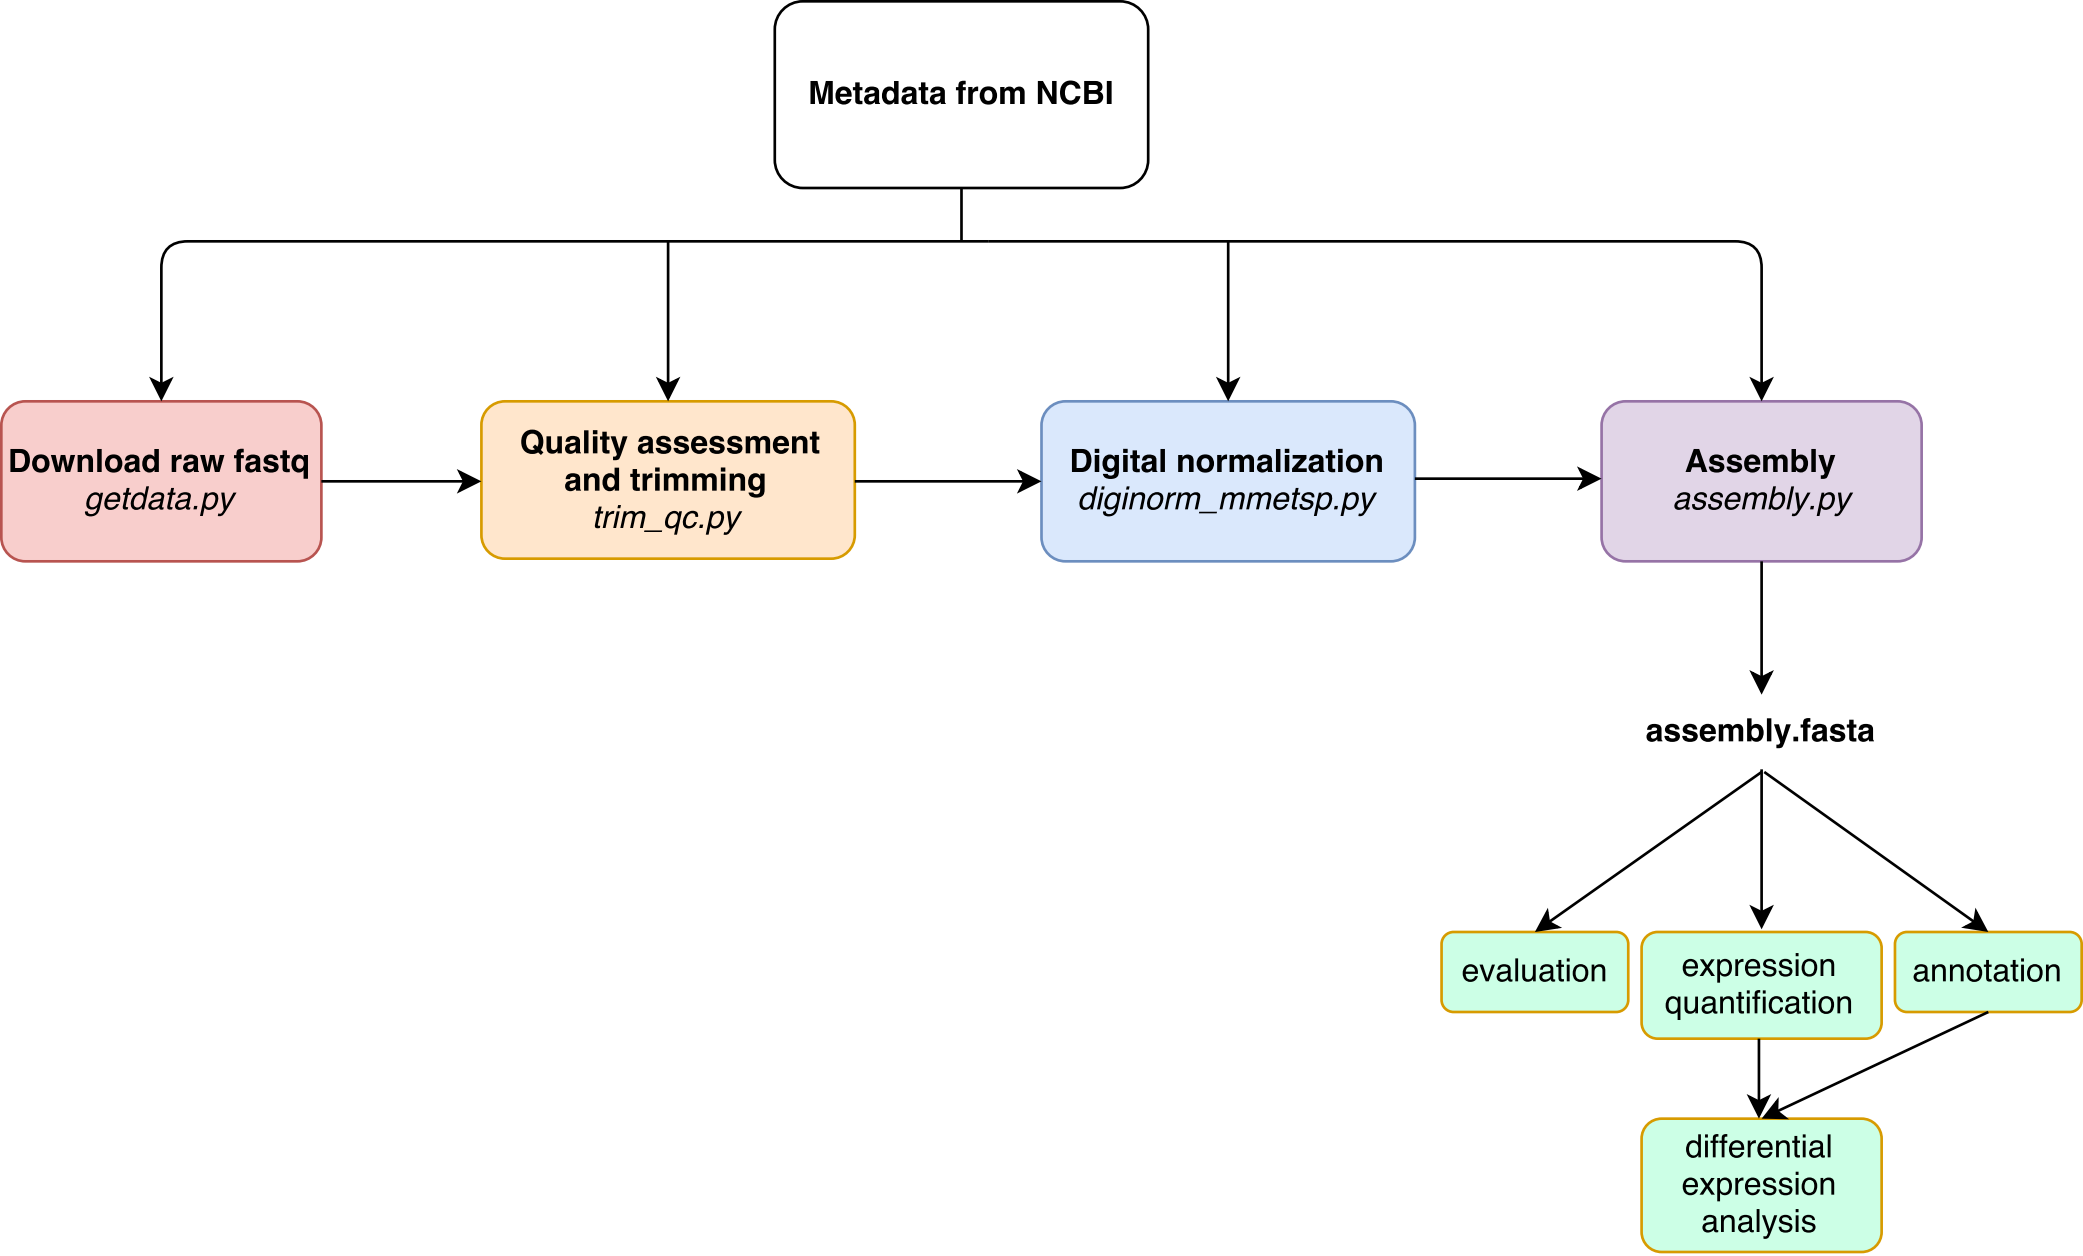 Metadata from NCBI
Download raw fastq
getdata.py
Quality assessment
and trimming
trim_qc.py
Digital normalization
diginorm_mmetsp.py
Assembly
assembly.py
assembly.fasta
evaluation
expression
quantification
annotation
differential
expression
analysis